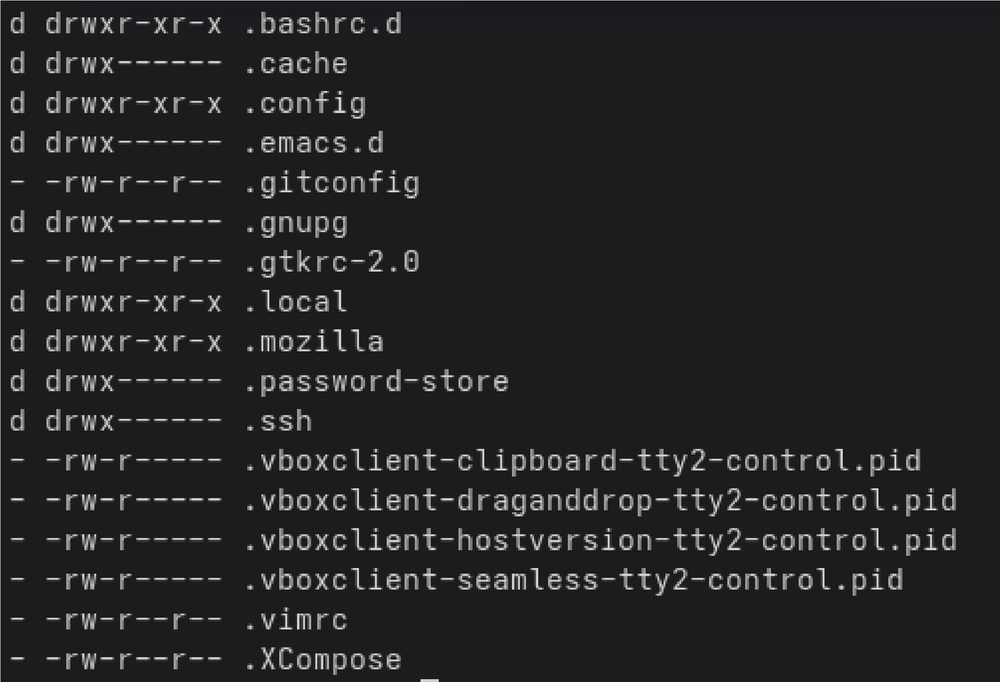 d drwxr-xr-x .bashrc.d
d drwx------ .cache
d drwxr-xr-x .config
d drwx------ .emacs.d
- -rw-r--r-- .gitconfig
d drwx------ .gnupg
- -rw-r--r-- .gtkrc-2.0
d drwxr-xr-x .local
d drwxr-xr-x .mozilla
d drwx------ .password-store
d drwx------ .ssh
- -rw-r----- .vboxclient-clipboard-tty2-control.pid
- -rw-r----- .vboxclient-draganddrop-tty2-control.pid
- -rw-r----- .vboxclient-hostversion-tty2-control.pid
- -rw-r----- .vboxclient-seamless-tty2-control.pid
- -rw-r--r-- .vimrc
- -rw-r--r-- .XCompose